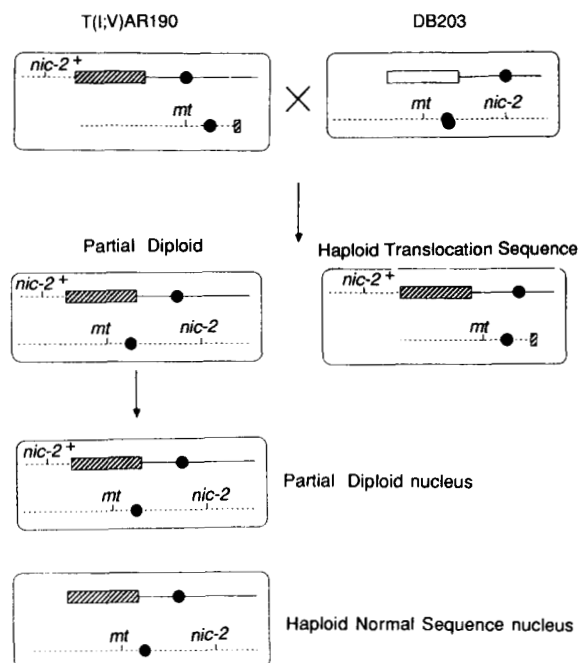 T(I;V)AR190
DB203
nic-2 +
mt
mt
nic-2
Partial Diploid
Haploid Translocation Sequence
nic-2 +
mt
nic-2
nic-2 +
mt
nic-2 +
mt
nic-2
Partial Diploid nucleus
mt
nic-2
Haploid Normal Sequence nucleus